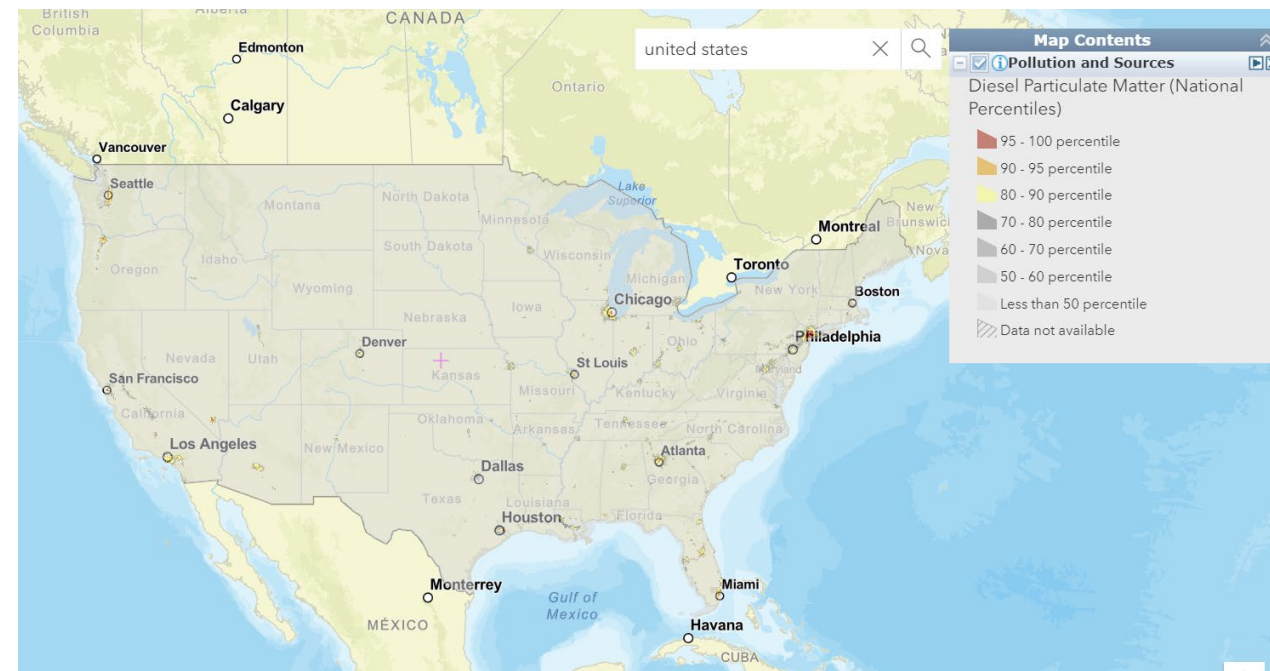 British
Columbia
Alberta
CANADA
Edmonton
Calgary
Vancouver
Ontario
united states
Map Contents
Pollution and Sources
Diesel Particulate Matter (National
Percentiles)
95 - 100 percentile
90 - 95 percentile
80 - 90 percentile
70 - 80 percentile
60 - 70 percentile
50 - 60 percentile
Less than 50 percentile
Data not available
Seattle
Montana
North Dakota
Minnesota
Lake
Superior
New
Brunswic
Montreal
Nova
Oregon
Idaho
South Dakota
Wisconsin
Michigan
Toronto
Wyoming
New York
Boston
Iowa
Chicago
Nebraska
Denver
Ohio
Philadelphia
Nevada
Utah
Kansas
St Louis
Maryland
San Francisco
Missouri
Kentucky
Virginia
California
Oklahoma
Arkansas
Tennessee
North Carolina
Los Angeles
New Mexico
Atlanta
Dallas
Georgia
Texas
Louisiana
Houston
Florida
Monterrey
Miami
Gulf of
Mexico
MÉXICO
Havana
CUBA